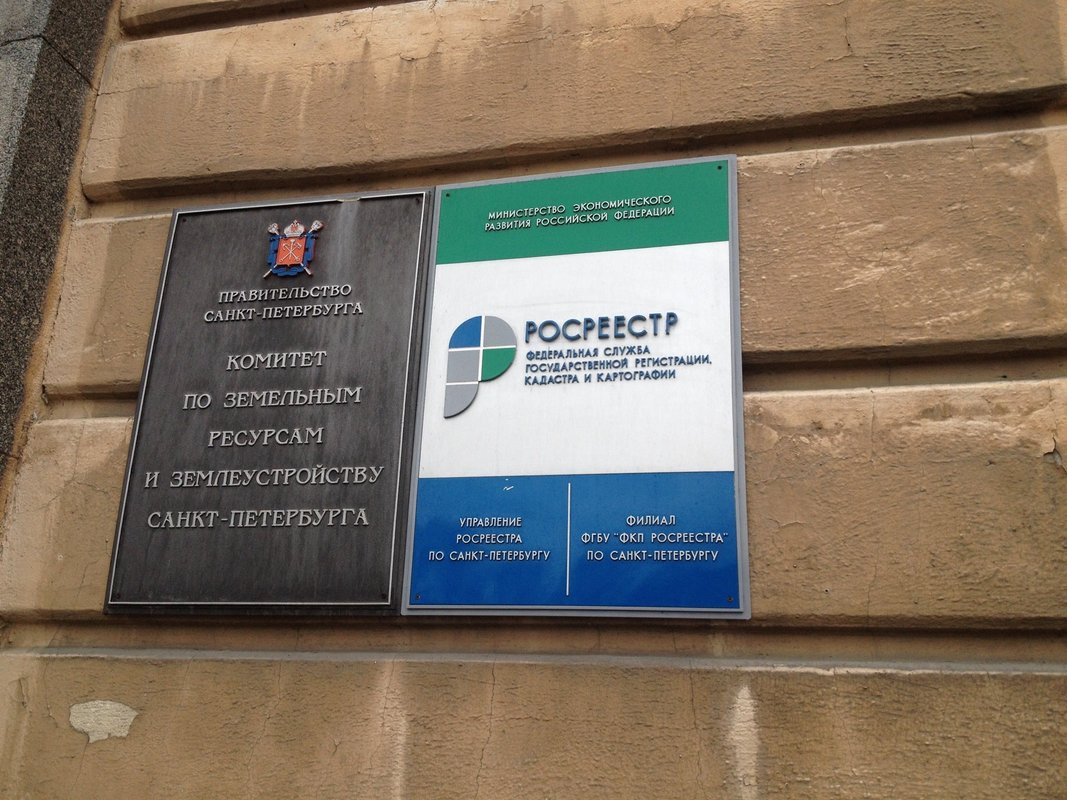 ПРАВИТЕЛЬСТВО
САНКТ-ПЕТЕРБУРГА
КОМИТЕТ
ПО ЗЕМЕЛЬНЫМ
РЕСУРСАМ
И ЗЕМЛЕУСТРОЙСТВУ
САНКТ-ПЕТЕРБУРГА
МИНИСТЕРСТВО ЭКОНОМИЧЕСКОГО
РАЗВИТИЯ РОССИЙСКОЙ ФЕДЕРАЦИИ
РОСРЕЕСТР
ФЕДЕРАЛЬНАЯ СЛУЖБА
ГОСУДАРСТВЕННОЙ РЕГИСТРАЦИИ,
КАДАСТРА И КАРТОГРАФИИ
УПРАВЛЕНИЕ
РОСРЕЕСТРА
ПО САНКТ-ПЕТЕРБУРГУ
ФИЛИАЛ
ФГБУ "ФКП РОСРЕЕСТРА"
ПО САНКТ-ПЕТЕРБУРГУ